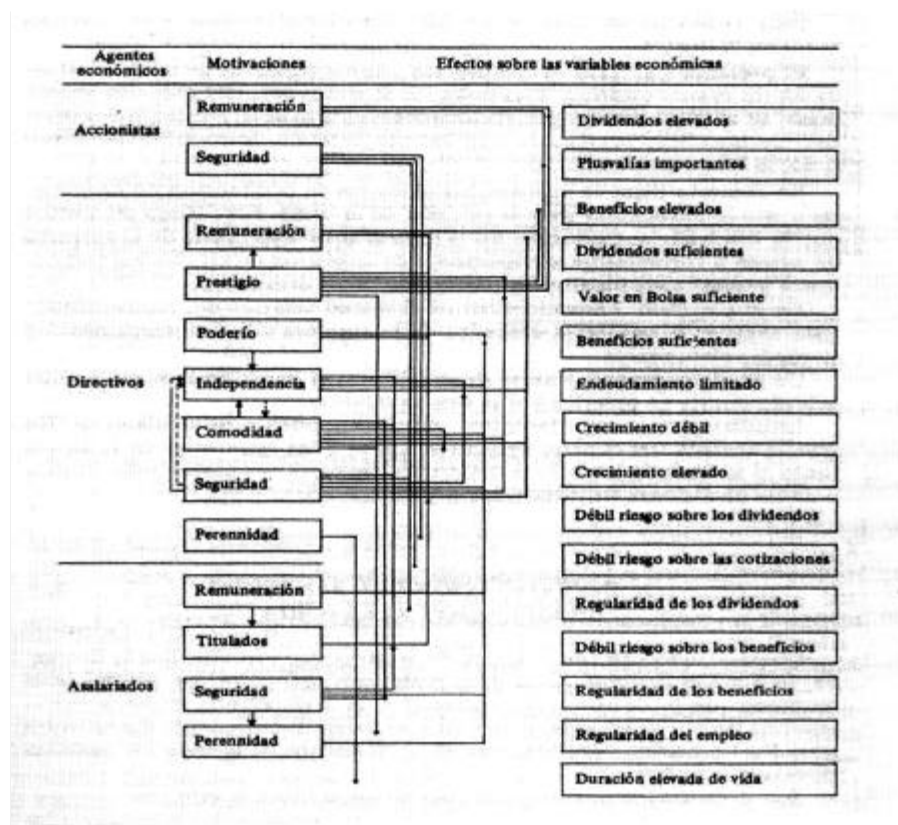 Agentes
económicos
Motivaciones
Efectos sobre las variables económicas
Accionistas
Remuneración
Seguridad
Directivos
Remuneración
Prestigio
Poderío
Independencia
Comodidad
Seguridad
Perennidad
Asalariados
Remuneración
Titulados
Seguridad
Perennidad
Dividendos elevados
Plusvalías importantes
Beneficios elevados
Dividendos suficientes
Valor en Bolsa suficiente
Beneficios suficientes
Endeudamiento limitado
Crecimiento débil
Crecimiento elevado
Débil riesgo sobre los dividendos
Débil riesgo sobre las cotizaciones
Regularidad de los dividendos
Débil riesgo sobre los beneficios
Regularidad de los beneficios
Regularidad del empleo
Duración elevada de vida